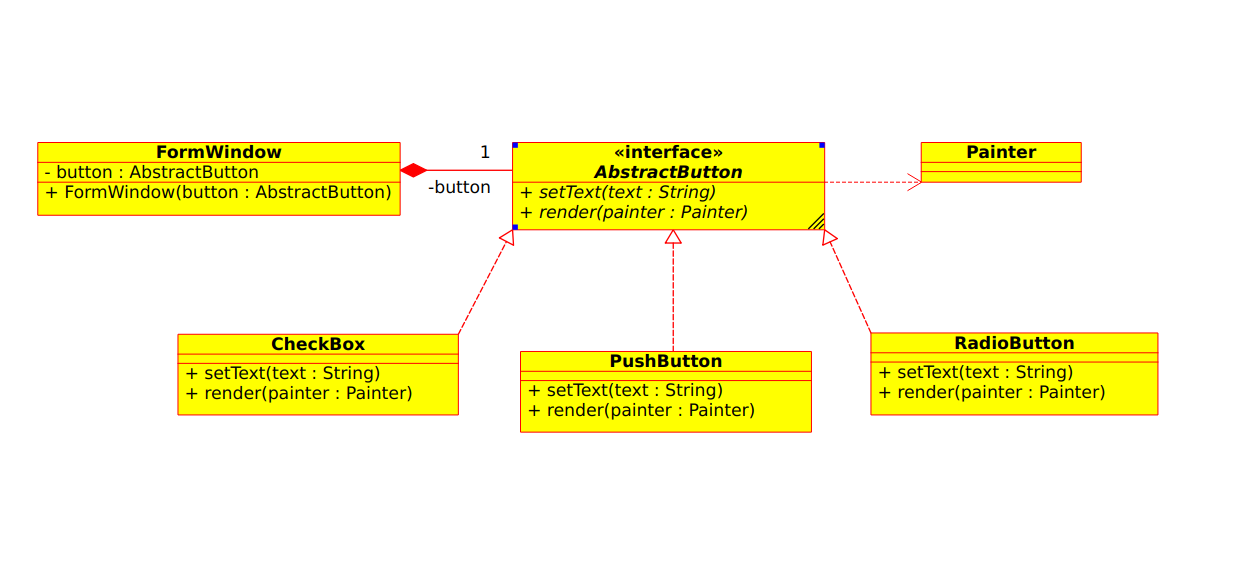 FormWindow
- button : AbstractButton
+ FormWindow(button : AbstractButton)
1
-button
«interface»
AbstractButton
+ setText(text : String)
+ render(painter : Painter)
Painter
CheckBox
+ setText(text : String)
+ render(painter : Painter)
PushButton
+ setText(text : String)
+ render(painter : Painter)
RadioButton
+ setText(text : String)
+ render(painter : Painter)